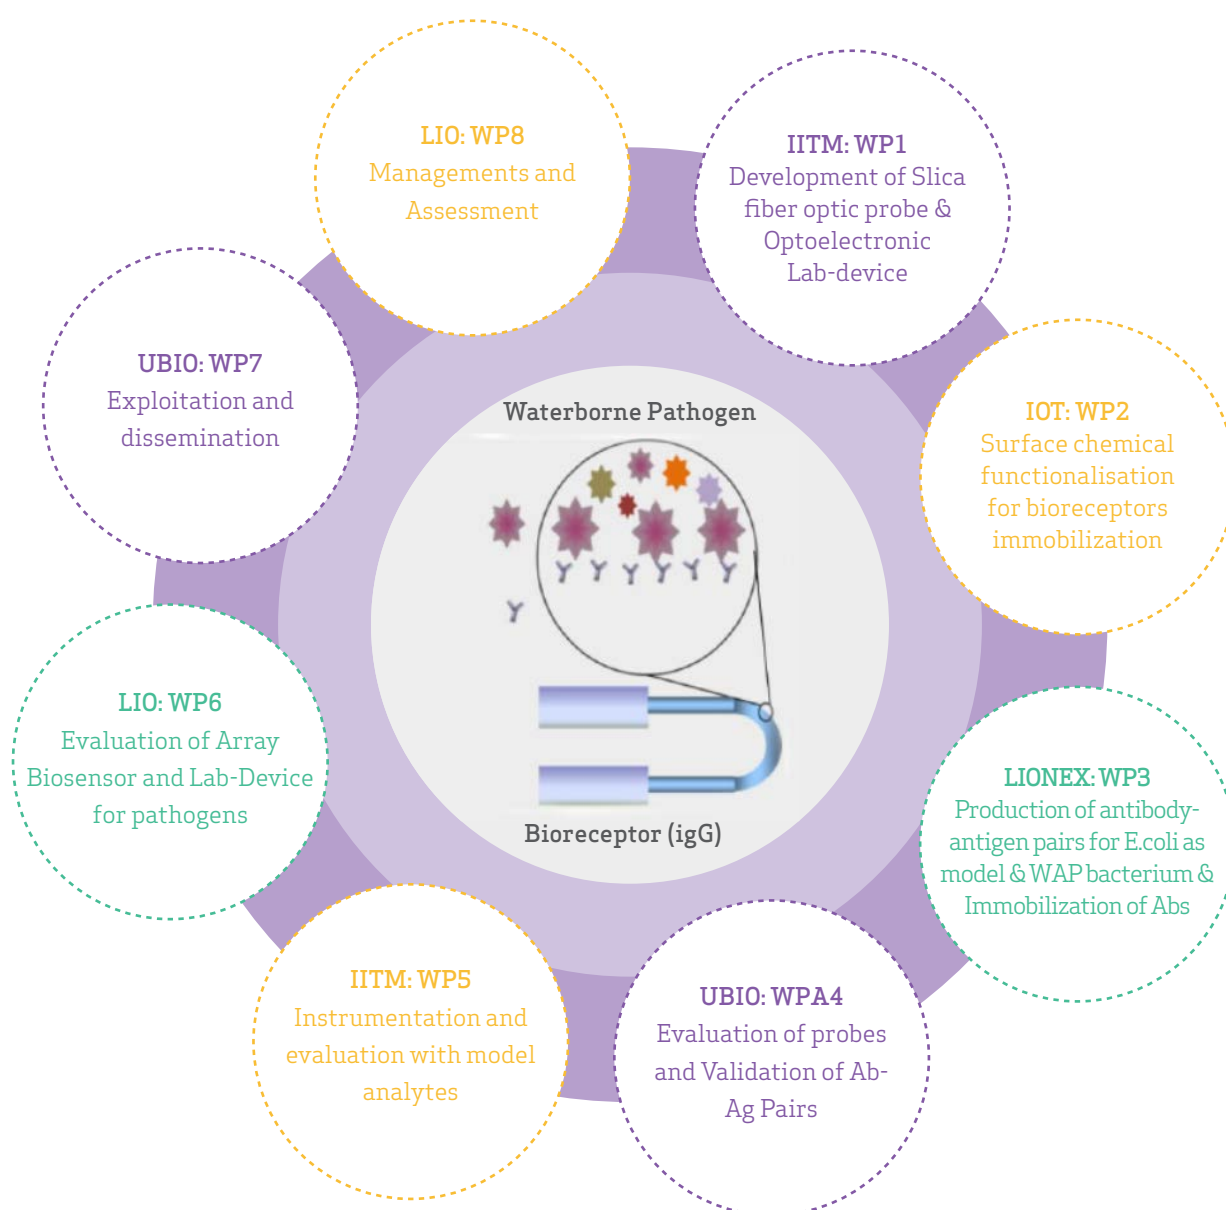 LIO: WP8
Managements and
Assessment
IITM: WP1
Development of Slica
fiber optic probe &
Optoelectronic
Lab-device
IOT: WP2
Surface chemical
functionalisation
for bioreceptors
immobilization
LIONEX: WP3
Production of antibody-
antigen pairs for E.coli as
model & WAP bacterium &
Immobilization of Abs
UBIO: WPA4
Evaluation of probes
and Validation of Ab-
Ag Pairs
IITM: WP5
Instrumentation and
evaluation with model
analytes
LIO: WP6
Evaluation of Array
Biosensor and Lab-Device
for pathogens
UBIO: WP7
Exploitation and
dissemination
Waterborne Pathogen
Bioreceptor (igG)